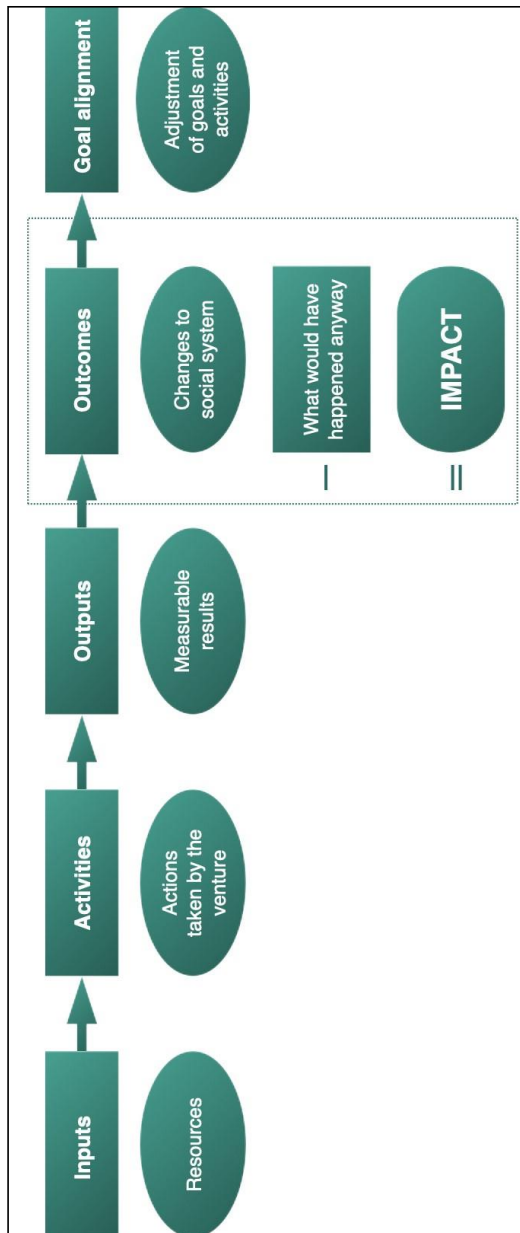 Inputs
Activities
Outputs
Outcomes
Goal alignment
Resources
Actions
taken by the
venture
Measurable
results
Changes to
social system
Adjustment
of goals and
activities
–
What would have
happened anyway
=
IMPACT